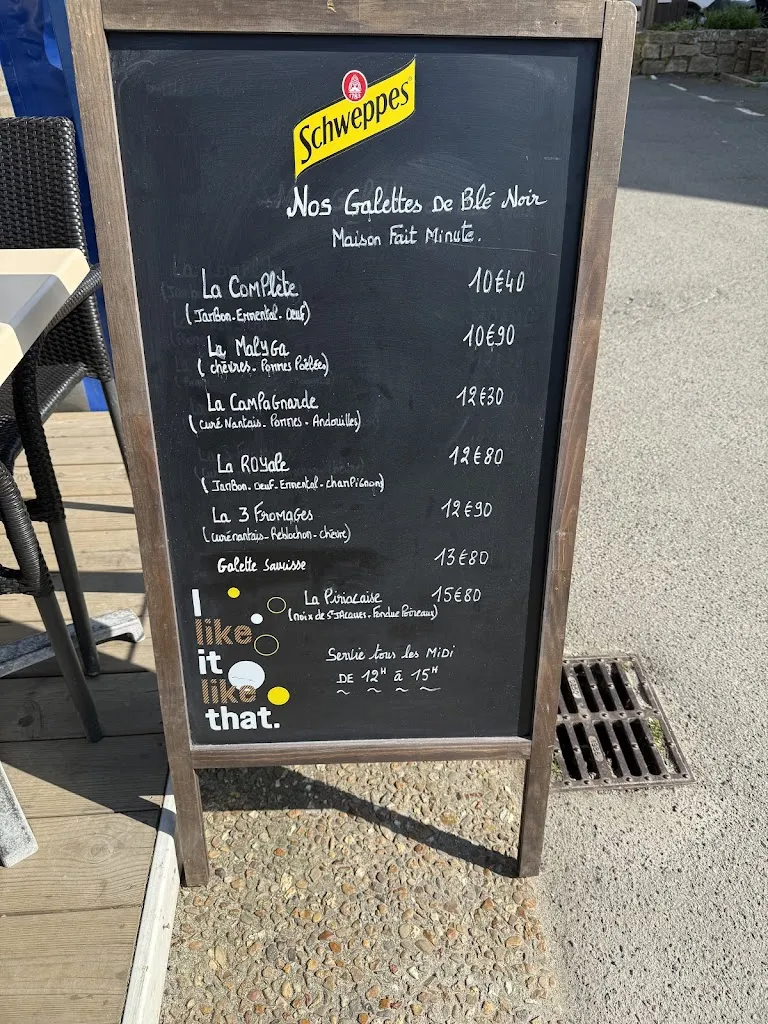 1783
Schweppes
Nos Galettes De Blé Noir
Maison Fait Minute.
La Complète 10€40
(Jambon-Emmental-Oeuf)
La Malyga 10€90
(chèvres-Pommes Poêlées)
La Campagnarde 12€30
(curé Nantais-Pommes-Andouilles)
La Royale 12€80
(Jambon-oeuf-Emmental-champignons)
La 3 Fromages 12€90
(curé nantais-Reblochon-chèvre)
Galette Saucisse 13€80
La Piriacaise 15€80
(noix de St JAcques-Fondue Poireaux)
Servie tous les Midi
DE 12H à 15H
I
like
it
like
that.